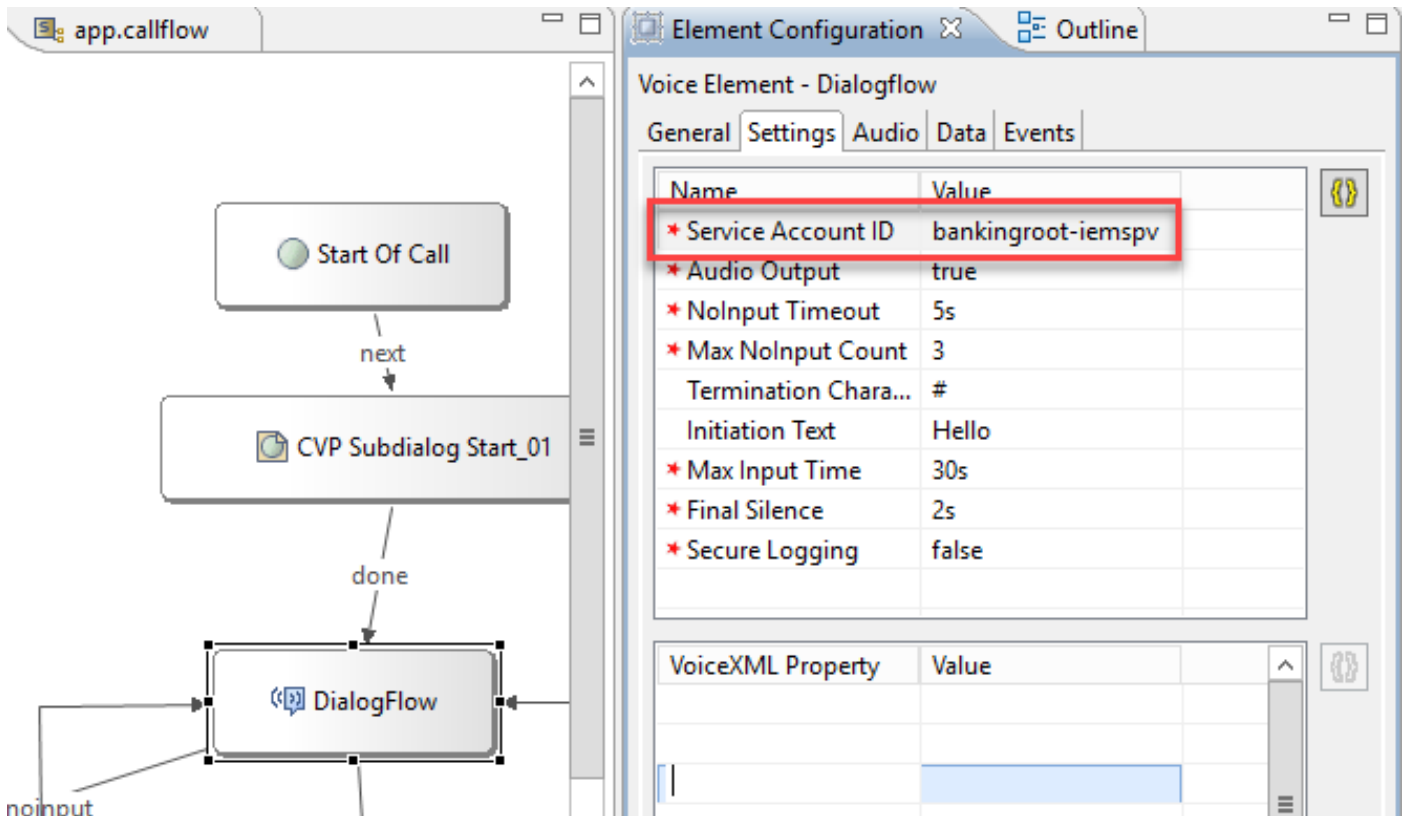 app.callflow
Start Of Call
next
CVP Subdialog Start_01
done
DialogFlow
noinput
Element Configuration
Outline
Voice Element - Dialogflow
General Settings Audio Data Events
Name Value
* Service Account ID bankingroot-iemspv
* Audio Output true
* NoInput Timeout 5s
* Max NoInput Count 3
Termination Chara... #
Initiation Text Hello
* Max Input Time 30s
* Final Silence 2s
* Secure Logging false
VoiceXML Property Value